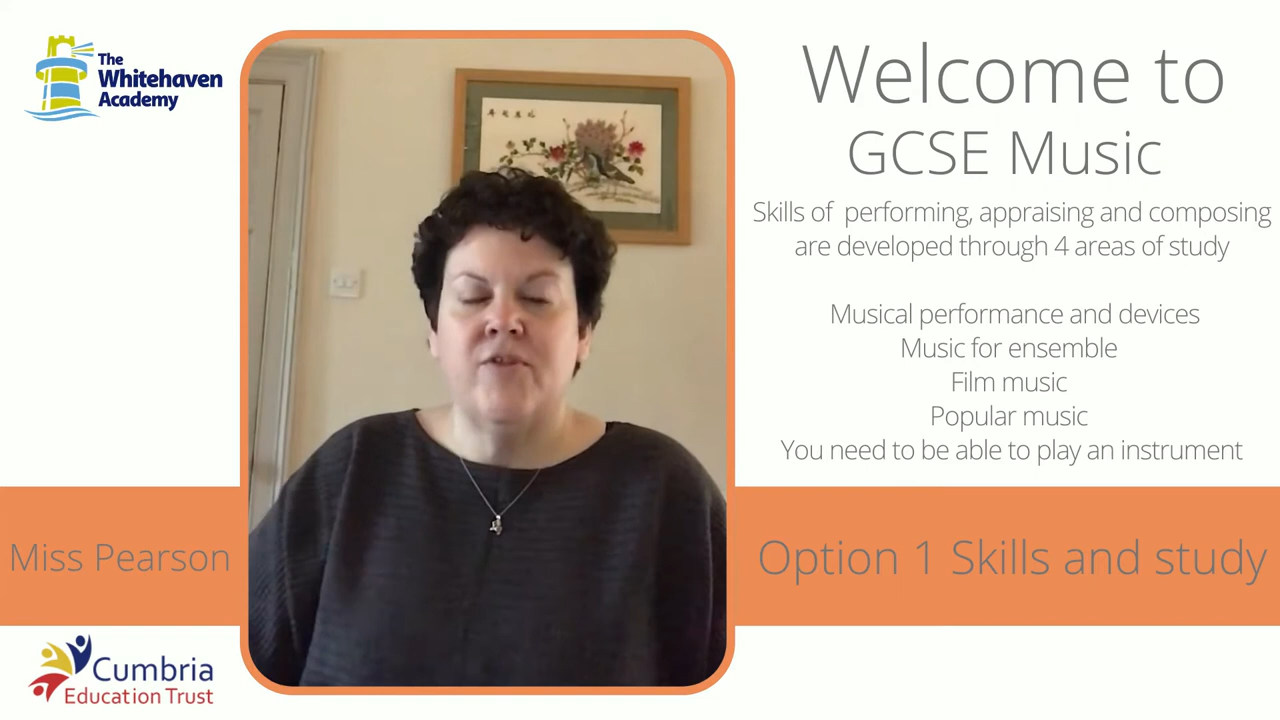 The
Whitehaven
Academy
Welcome to
GCSE Music
Skills of performing, appraising and composing
are developed through 4 areas of study
Musical performance and devices
Music for ensemble
Film music
Popular music
You need to be able to play an instrument
Miss Pearson
Option 1 Skills and study
Cumbria
Education Trust